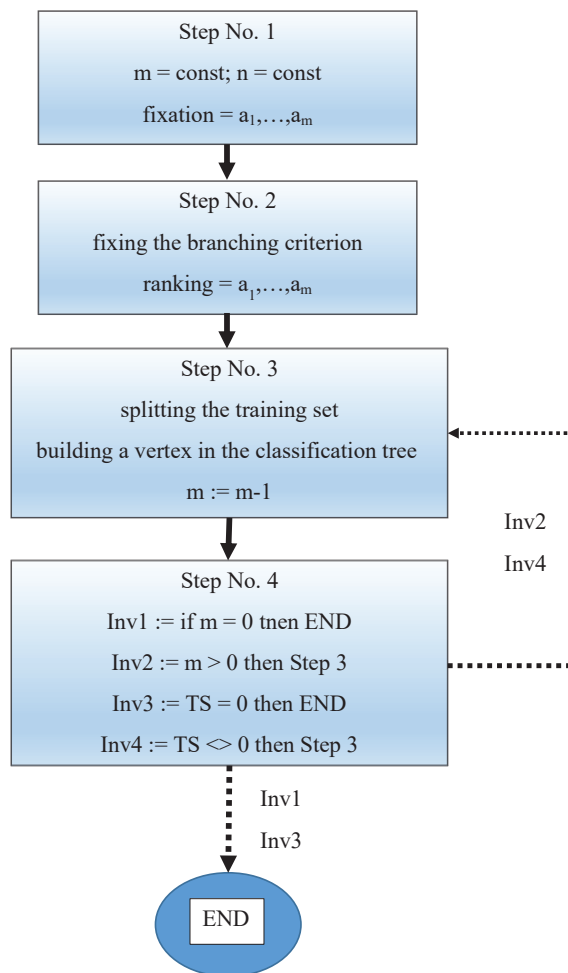 Step No. 1
m = const; n = const
fixation = a₁,…,aₘ
Step No. 2
fixing the branching criterion
ranking = a₁,…,aₘ
Step No. 3
splitting the training set
building a vertex in the classification tree
m := m-1
Inv2
Inv4
Step No. 4
Inv1 := if m = 0 tnen END
Inv2 := m > 0 then Step 3
Inv3 := TS = 0 then END
Inv4 := TS <> 0 then Step 3
Inv1
Inv3
END